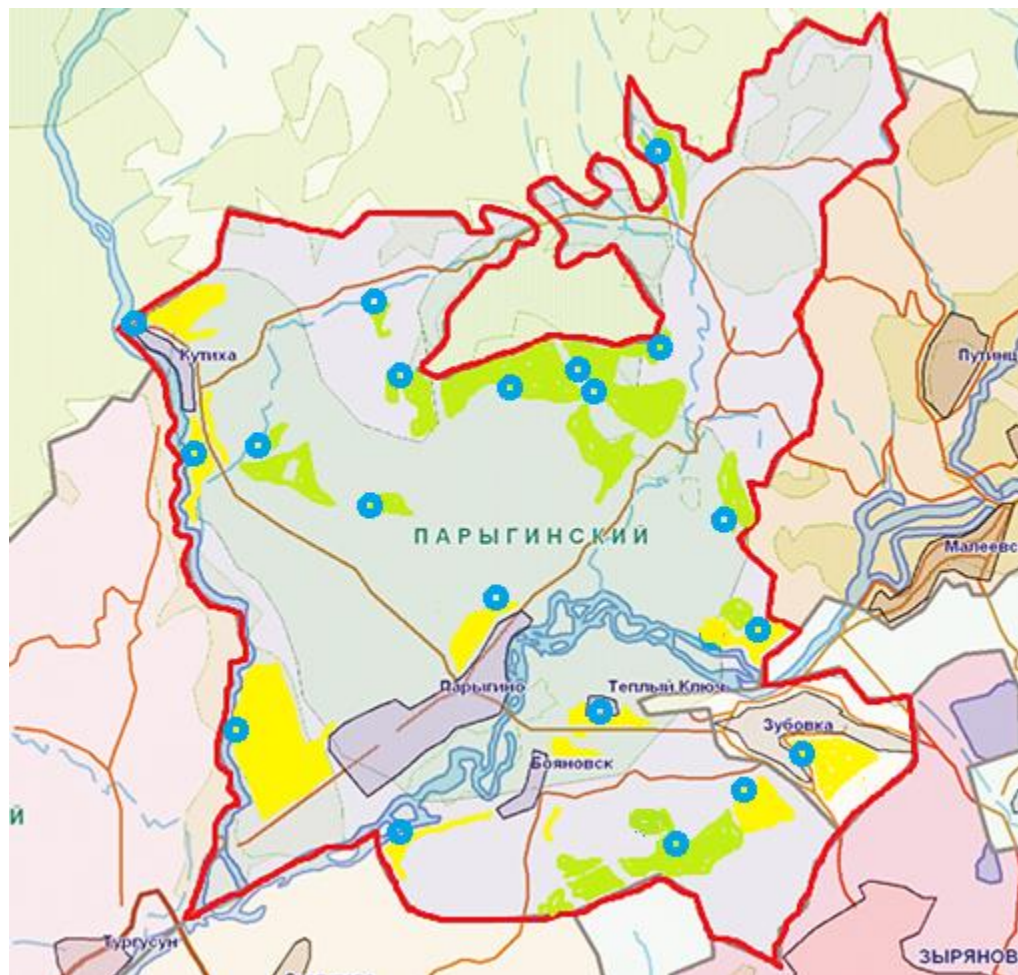 Кутиха
Путинц
ПАРЫГИНСКИЙ
Малеевс
Парыгино
Теплый Ключ
Зубовка
Бояновск
И
Тургусун
ЗЫРЯНОВ